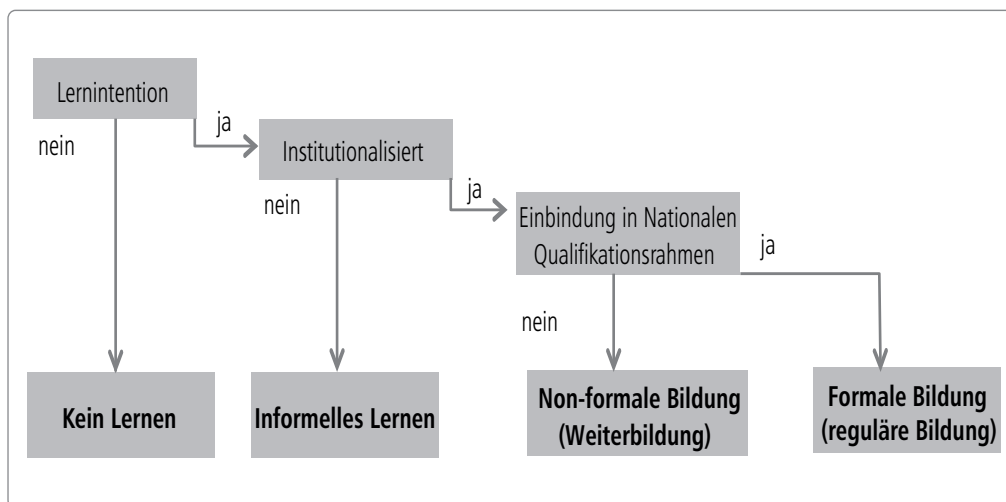 Lernintention
nein
ja
Institutionalisiert
nein
ja
Einbindung in Nationalen
Qualifikationsrahmen
ja
nein
Kein Lernen
Informelles Lernen
Non-formale Bildung
(Weiterbildung)
Formale Bildung
(reguläre Bildung)